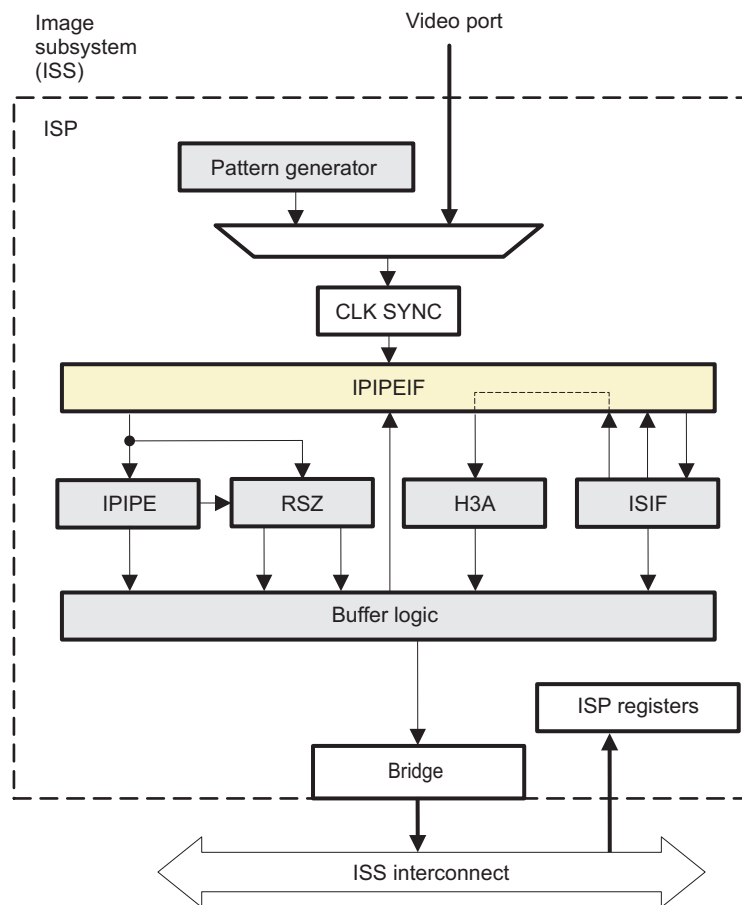 Image
subsystem
(ISS)
Video port
ISP
Pattern generator
CLK SYNC
IPIPEIF
IPIPE
RSZ
H3A
ISIF
Buffer logic
ISP registers
Bridge
ISS interconnect